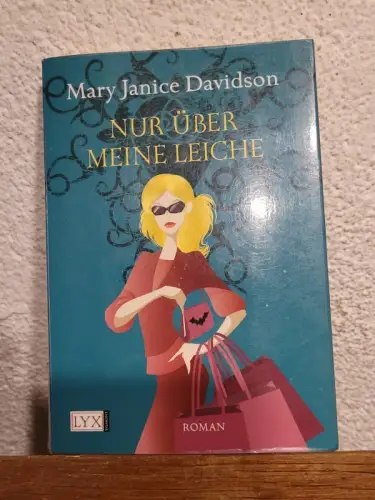 Mary Janice Davidson
NUR ÜBER
MEINE LEICHE
LYX
ROMAN